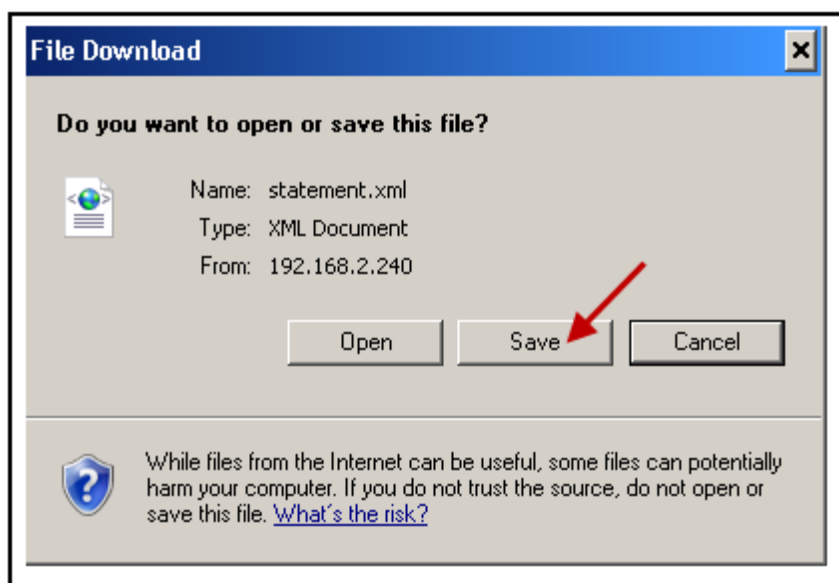 File Download
Do you want to open or save this file?
Name: statement.xml
Type: XML Document
From: 192.168.2.240
Open Save Cancel
While files from the Internet can be useful, some files can potentially
harm your computer. If you do not trust the source, do not open or
save this file. What's the risk?